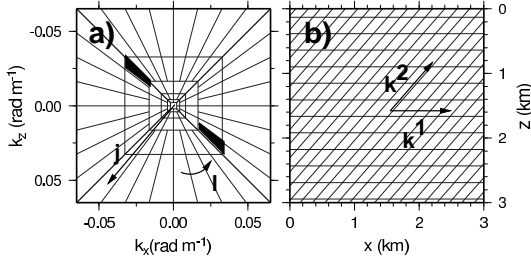 a)
-0.05
0.00
0.05
k_z (rad m^-1)
-0.05 0.00 0.05
k_x(rad m^-1)
j
l
b)
k^2
k^1
0
1
2
3
z (km)
0 1 2 3
x (km)